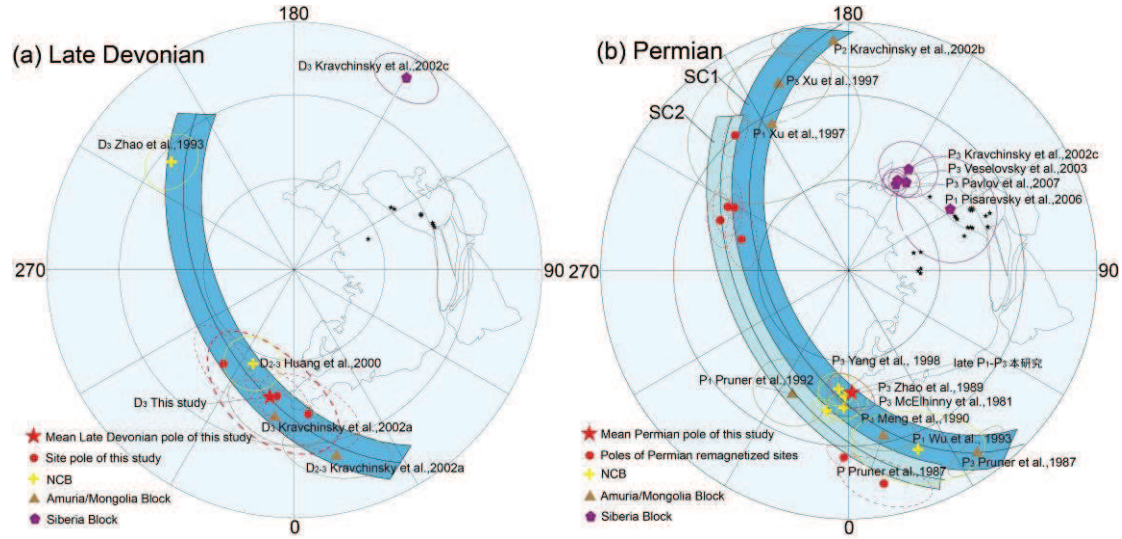 (a) Late Devonian
180
D3 Kravchinsky et al.,2002c
D3 Zhao et al.,1993
270
90
D2-3 Huang et al.,2000
D3 This study
D3 Kravchinsky et al.,2002a
D2-3 Kravchinsky et al.,2002a
0
Mean Late Devonian pole of this study
Site pole of this study
NCB
Amuria/Mongolia Block
Siberia Block
(b) Permian
180
P2 Kravchinsky et al.,2002b
SC1
P3 Xu et al.,1997
SC2
P1 Xu et al.,1997
P3 Kravchinsky et al.,2002c
P3 Veselovsky et al.,2003
P3 Pavlov et al.,2007
P1 Pisarevsky et al.,2006
270
90
P3 Yang et al., 1998
late P1-P3 本研究
P1 Pruner et al.,1992
P3 Zhao et al.,1989
P3 McElhinny et al.,1981
Meng et al.,1990
P1 Wu et al.,1993
P Pruner et al.,1987
P3 Pruner et al.,1987
0
Mean Permian pole of this study
Poles of Permian remagnetized sites
NCB
Amuria/Mongolia Block
Siberia Block